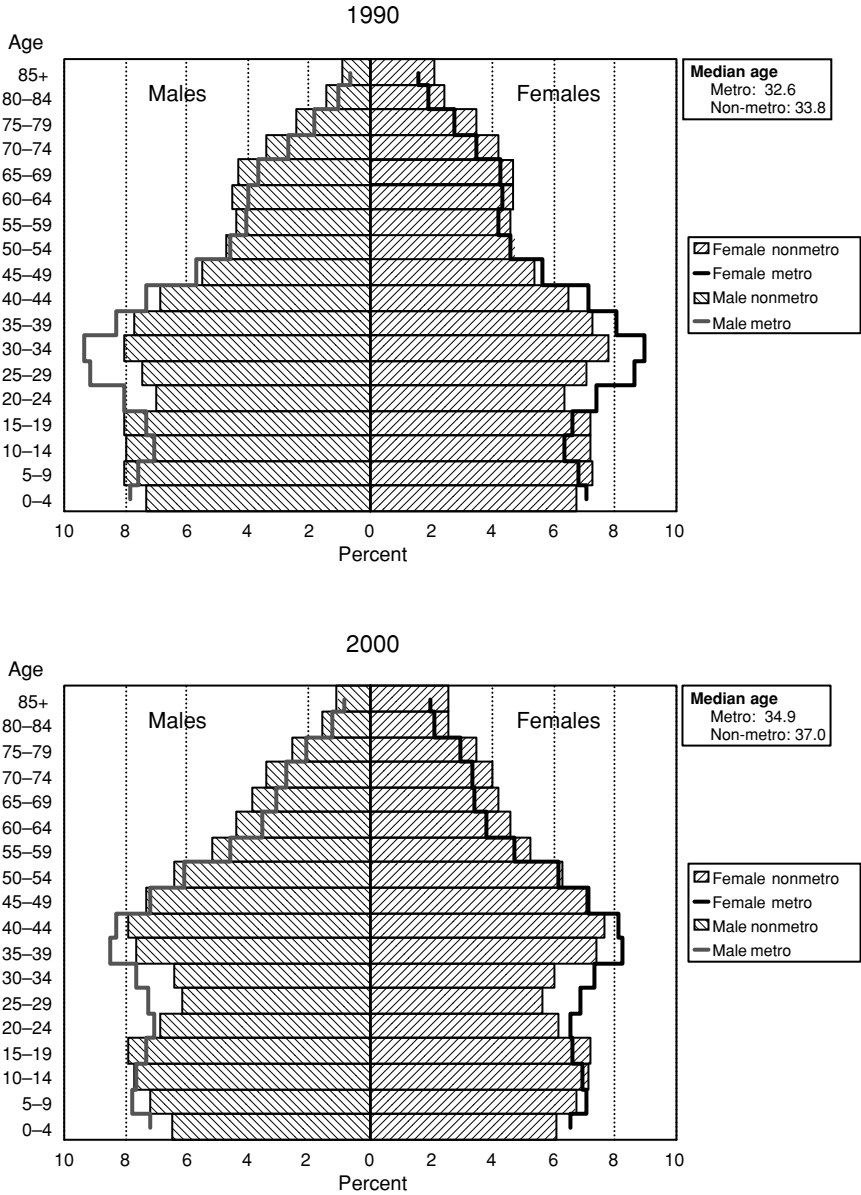 1990
Age
Males
Females
85+
80–84
75–79
70–74
65–69
60–64
55–59
50–54
45–49
40–44
35–39
30–34
25–29
20–24
15–19
10–14
5–9
0–4
10 8 6 4 2 0 2 4 6 8 10
Percent
Median age
Metro: 32.6
Non-metro: 33.8
Female nonmetro
Female metro
Male nonmetro
Male metro
2000
Age
Males
Females
85+
80–84
75–79
70–74
65–69
60–64
55–59
50–54
45–49
40–44
35–39
30–34
25–29
20–24
15–19
10–14
5–9
0–4
10 8 6 4 2 0 2 4 6 8 10
Percent
Median age
Metro: 34.9
Non-metro: 37.0
Female nonmetro
Female metro
Male nonmetro
Male metro